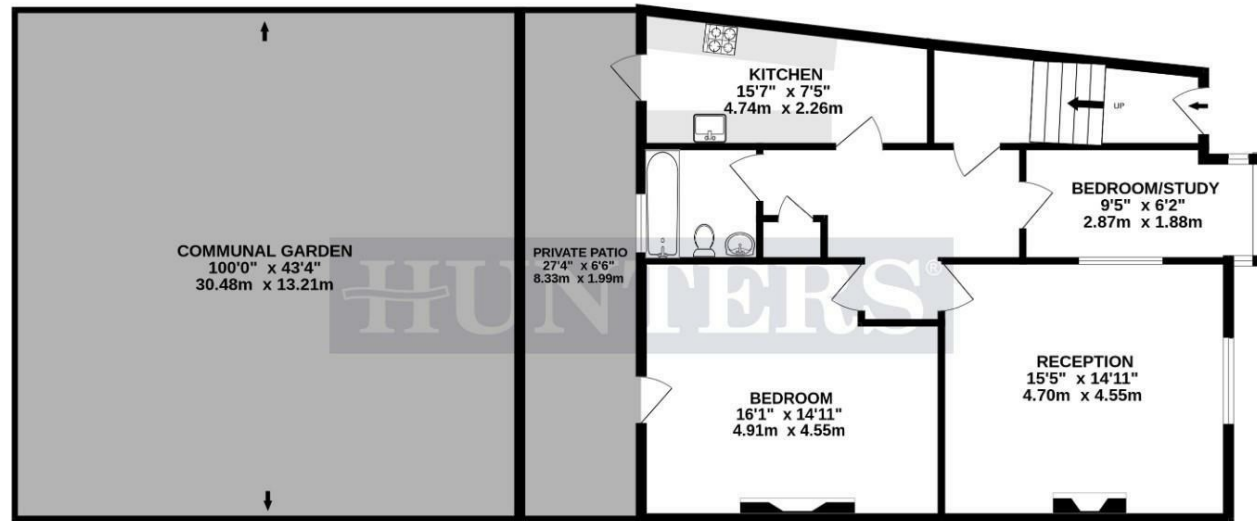 KITCHEN
15'7" x 7'5"
4.74m x 2.26m
UP
BEDROOM/STUDY
9'5" x 6'2"
2.87m x 1.88m
COMMUNAL GARDEN
100'0" x 43'4"
30.48m x 13.21m
PRIVATE PATIO
27'4" x 6'6"
8.33m x 1.99m
HUNTERS®
RECEPTION
15'5" x 14'11"
4.70m x 4.55m
BEDROOM
16'1" x 14'11"
4.91m x 4.55m